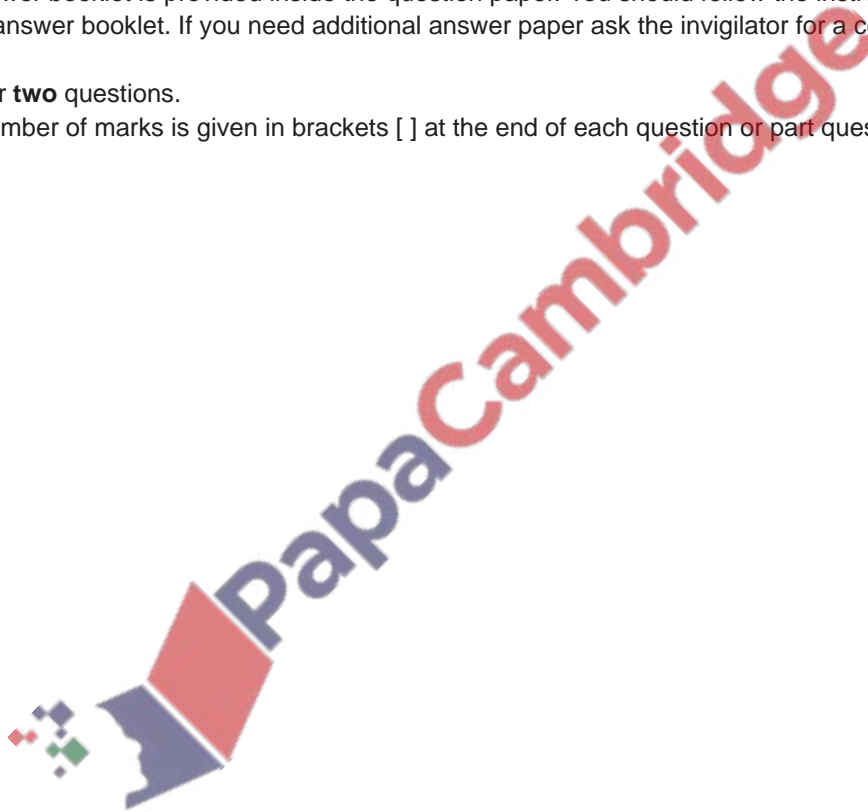 answer booklet. If you need additional answer paper ask the invigilator for a
two questions.
mber of marks is given in brackets [ ] at the end of each question or part ques
PapaCambridge